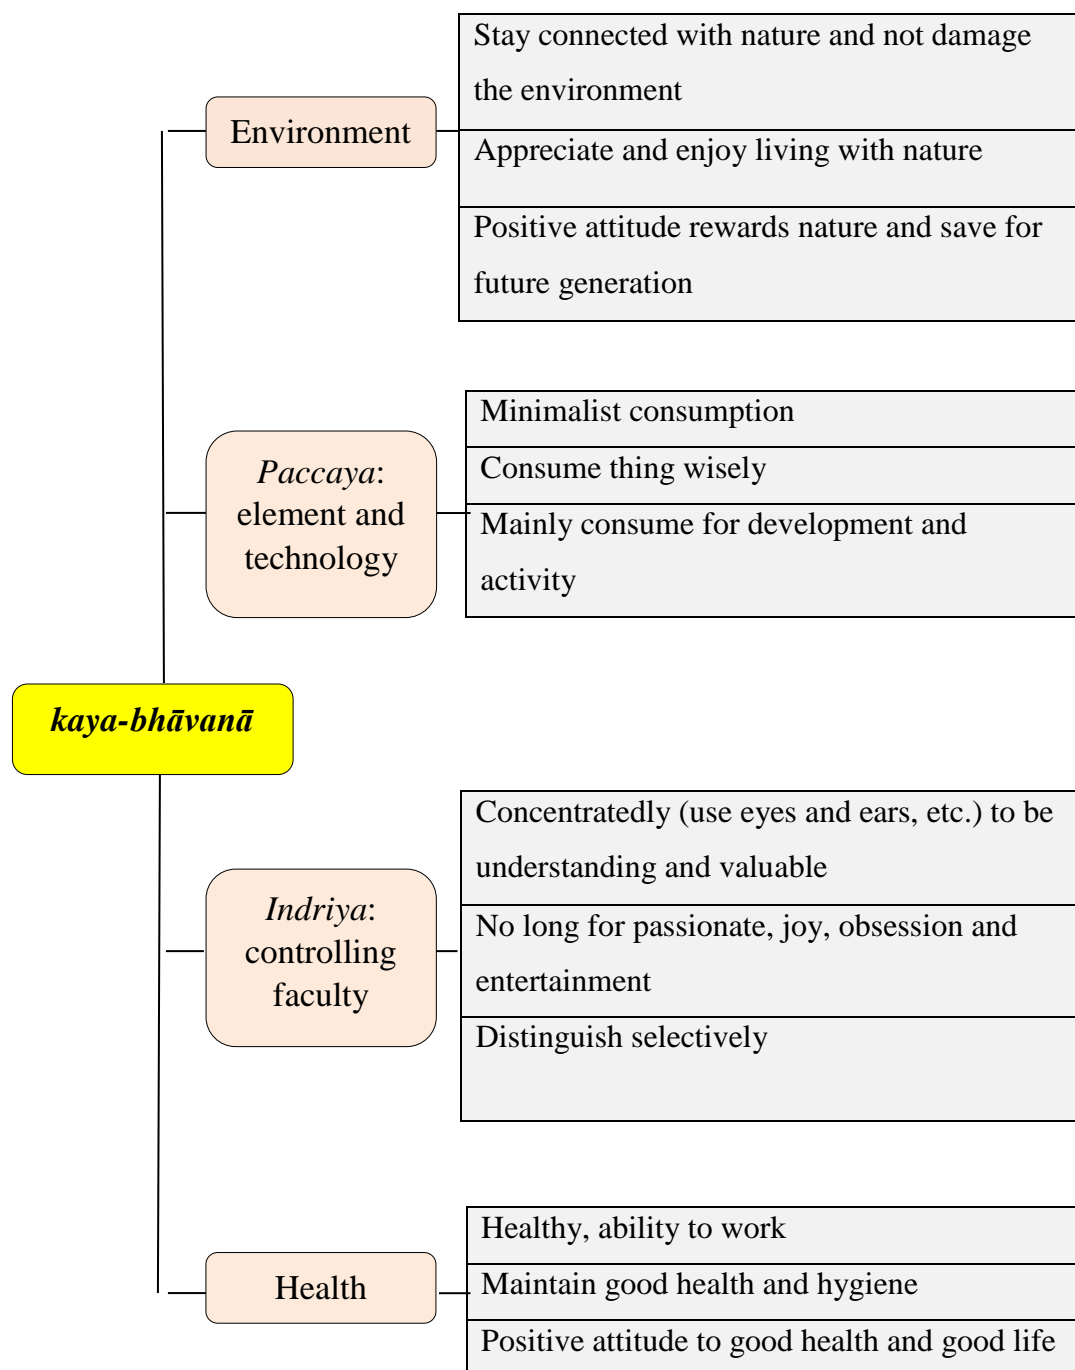 kaya-bhāvanā
Environment
Stay connected with nature and not damage
the environment
Appreciate and enjoy living with nature
Positive attitude rewards nature and save for
future generation
Paccaya:
element and
technology
Minimalist consumption
Consume thing wisely
Mainly consume for development and
activity
Indriya:
controlling
faculty
Concentratedly (use eyes and ears, etc.) to be
understanding and valuable
No long for passionate, joy, obsession and
entertainment
Distinguish selectively
Health
Healthy, ability to work
Maintain good health and hygiene
Positive attitude to good health and good life